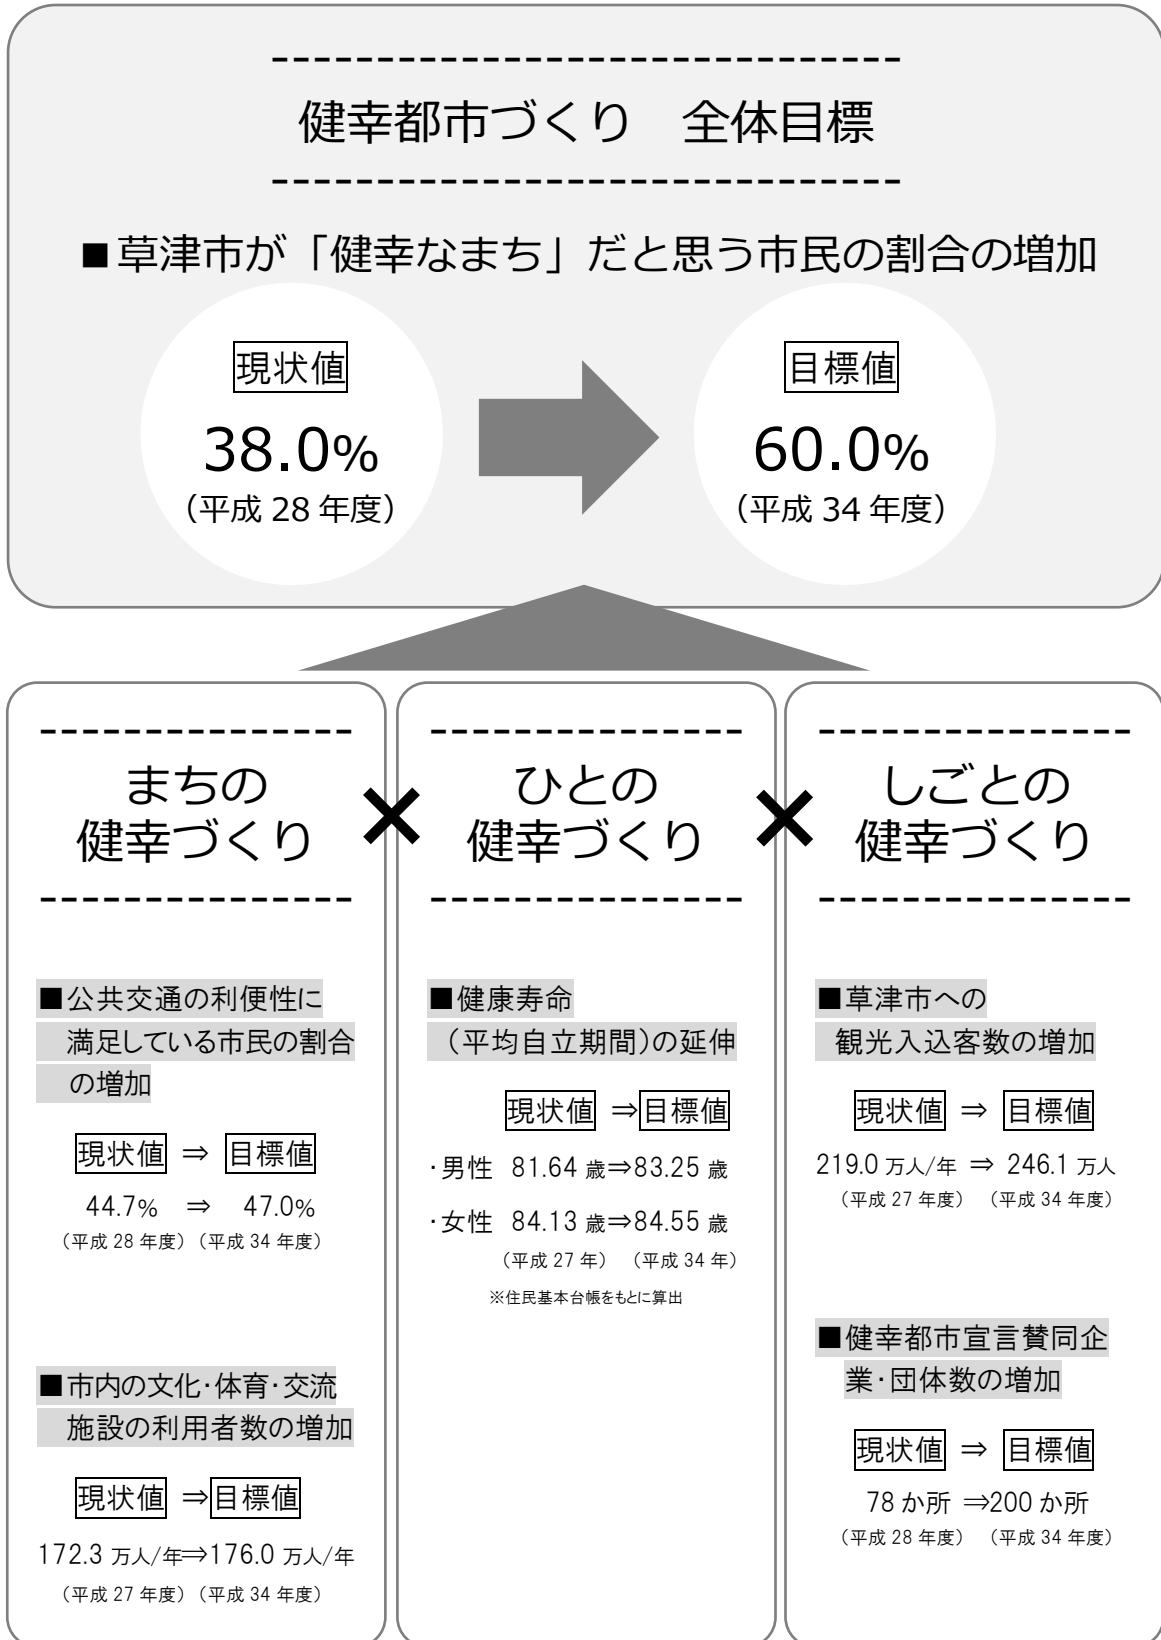 健幸都市づくり　全体目標
■草津市が「健幸なまち」だと思う市民の割合の増加
現状値
38.0%
（平成 28 年度）
目標値
60.0%
（平成 34 年度）
まちの
健幸づくり
×
ひとの
健幸づくり
×
しごとの
健幸づくり
■公共交通の利便性に
満足している市民の割合
の増加
現状値 ⇒ 目標値
44.7% ⇒ 47.0%
（平成 28 年度）（平成 34 年度）
■市内の文化・体育・交流
施設の利用者数の増加
現状値 ⇒目標値
172.3 万人/年⇒176.0 万人/年
（平成 27 年度）（平成 34 年度）
■健康寿命
（平均自立期間）の延伸
現状値 ⇒目標値
・男性 81.64 歳⇒83.25 歳
・女性 84.13 歳⇒84.55 歳
（平成 27 年） （平成 34 年）
※住民基本台帳をもとに算出
■草津市への
観光入込客数の増加
現状値 ⇒ 目標値
219.0 万人/年 ⇒ 246.1 万人
（平成 27 年度） （平成 34 年度）
■健幸都市宣言賛同企
業・団体数の増加
現状値 ⇒ 目標値
78 か所 ⇒200 か所
（平成 28 年度） （平成 34 年度）